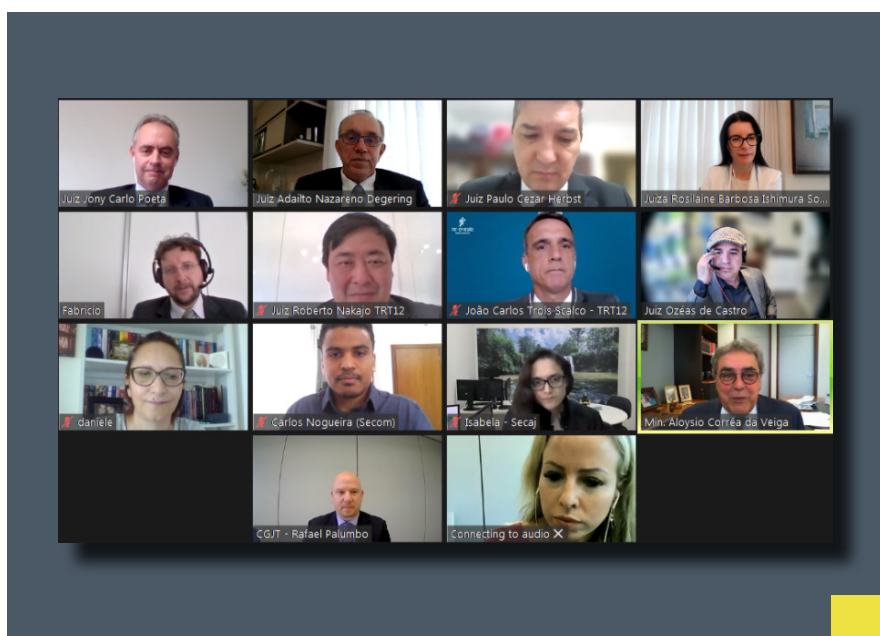 Juiz Jony Carlo Poeta
Juiz Adailto Nazareno Degering
Juiz Paulo Cezar Herbst
Juiza Rosilaine Barbosa Ishimura So...
Fabricio
Juiz Roberto Nakajo TRT12
João Carlos Trois Scalco - TRT12
Juiz Ozéas de Castro
daniele
Carlos Nogueira (Secom)
Isabela - Secaj
Min. Aloysio Corrêa da Veiga
CGJT - Rafael Palumbo
Connecting to audio